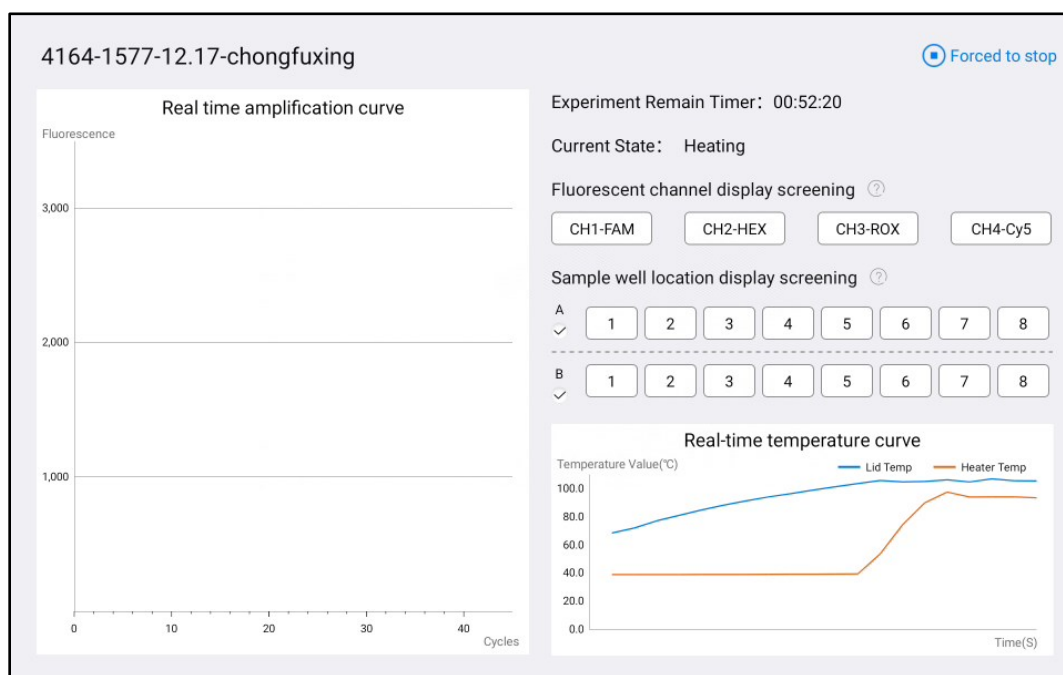 4164-1577-12.17-chongfuxing
Forced to stop
Real time amplification curve
Fluorescence
3,000
2,000
1,000
0 10 20 30 40
Cycles
Experiment Remain Timer: 00:52:20
Current State: Heating
Fluorescent channel display screening ?
CH1-FAM CH2-HEX CH3-ROX CH4-Cy5
Sample well location display screening ?
A
1 2 3 4 5 6 7 8
B
1 2 3 4 5 6 7 8
Real-time temperature curve
Temperature Value(℃) Lid Temp Heater Temp
100.0
80.0
60.0
40.0
20.0
0.0
Time(S)